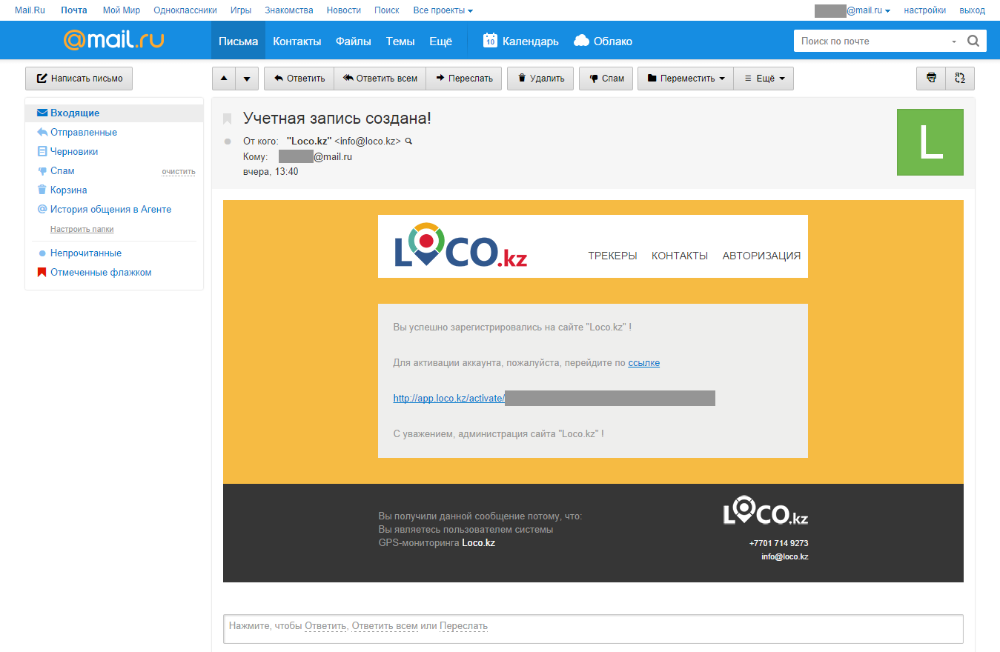 Mail.Ru Почта Мой Мир Одноклассники Игры Знакомства Новости Поиск Все проекты @mail.ru настройки выход
@mail.ru Письма Контакты Файлы Темы Ещё 10 Календарь Облако Поиск по почте
Написать письмо Ответить Ответить всем Переслать Удалить Спам Переместить Ещё
Входящие
Отправленные
Черновики
Спам очистить
Корзина
История общения в Агенте
Настроить папки
Непрочитанные
Отмеченные флажком
Учетная запись создана!
От кого: "Loco.kz" <info@loco.kz>
Кому: @mail.ru
вчера, 13:40
L
LOCO.kz
ТРЕКЕРЫ КОНТАКТЫ АВТОРИЗАЦИЯ
Вы успешно зарегистрировались на сайте "Loco.kz" !
Для активации аккаунта, пожалуйста, перейдите по ссылке
http://app.loco.kz/activate/
С уважением, администрация сайта "Loco.kz" !
Вы получили данной сообщение потому, что:
Вы являетесь пользователем системы
GPS-мониторинга Loco.kz
LOCO.kz
+7701 714 9273
info@loco.kz
Нажмите, чтобы Ответить, Ответить всем или Переслать